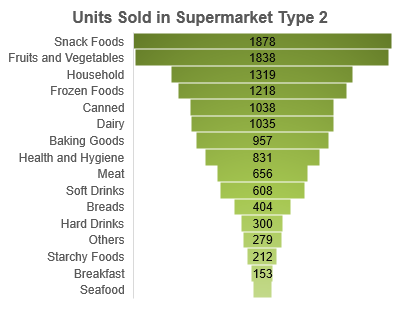 Units Sold in Supermarket Type 2
Snack Foods 1878
Fruits and Vegetables 1838
Household 1319
Frozen Foods 1218
Canned 1038
Dairy 1035
Baking Goods 957
Health and Hygiene 831
Meat 656
Soft Drinks 608
Breads 404
Hard Drinks 300
Others 279
Starchy Foods 212
Breakfast 153
Seafood